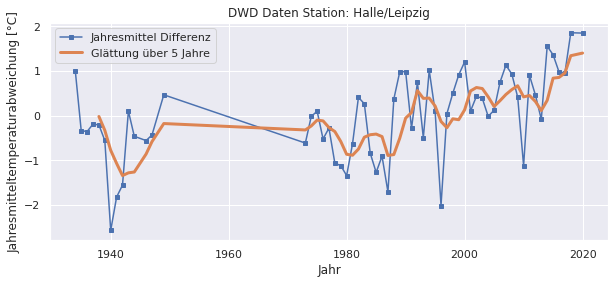 DWD Daten Station: Halle/Leipzig
Jahresmittel Differenz
Glättung über 5 Jahre
Jahresmitteltemperaturabweichung [°C]
2
1
0
−1
−2
1940
1960
1980
2000
2020
Jahr